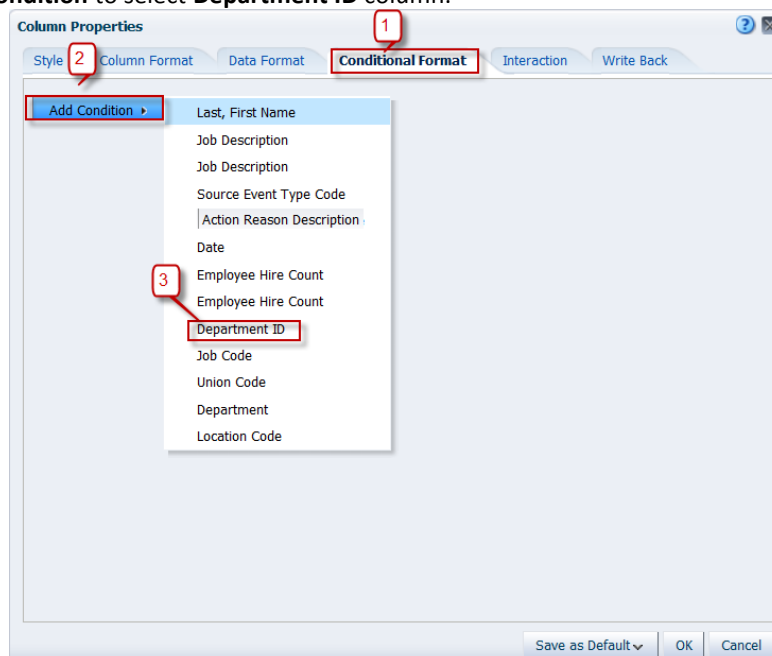 ondition to select Department ID column.
Column Properties
1
Style
2
Column Format
Data Format
Conditional Format
Interaction
Write Back
Add Condition
Last, First Name
Job Description
Job Description
Source Event Type Code
Action Reason Description
Date
3
Employee Hire Count
Employee Hire Count
Department ID
Job Code
Union Code
Department
Location Code
Save as Default
OK
Cancel